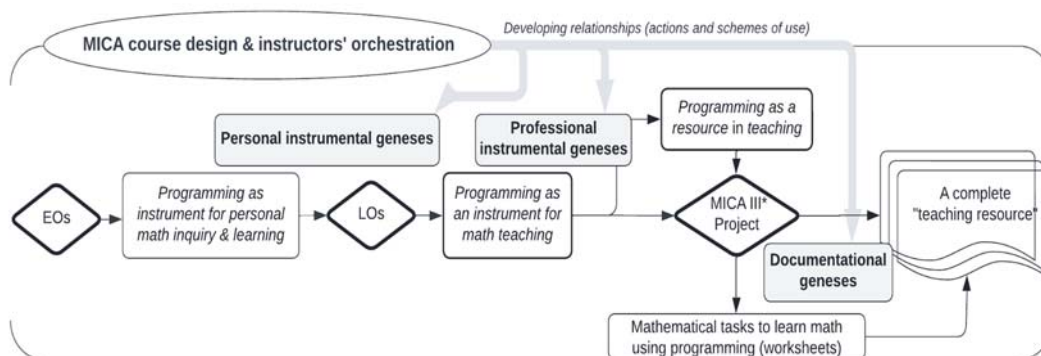 MICA course design & instructors' orchestration
Developing relationships (actions and schemes of use)
Personal instrumental geneses
Professional
instrumental geneses
Programming as a
resource in teaching
EOs
Programming as
instrument for personal
math inquiry & learning
LOs
Programming as
an instrument for
math teaching
MICA III*
Project
A complete
"teaching resource"
Documentational
geneses
Mathematical tasks to learn math
using programming (worksheets)